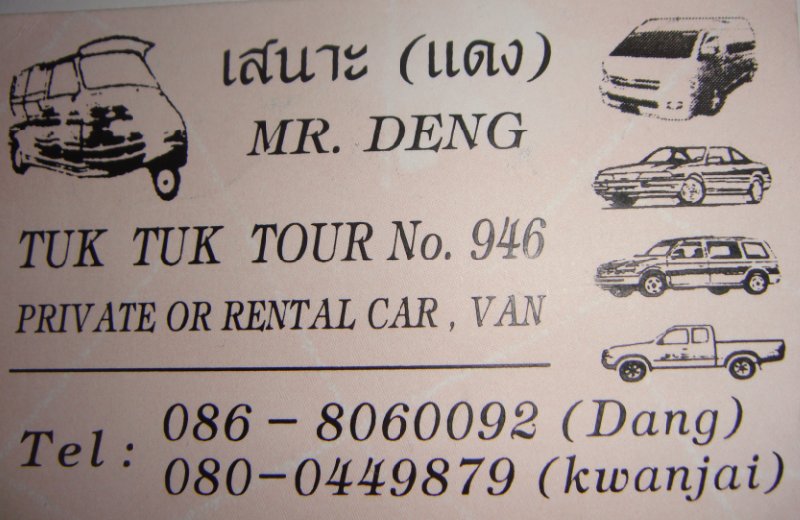 เสนาะ (แดง)
MR. DENG
TUK TUK TOUR No. 946
PRIVATE OR RENTAL CAR , VAN
Tel : 086 - 8060092 (Dang)
080-0449879 (kwanjai)